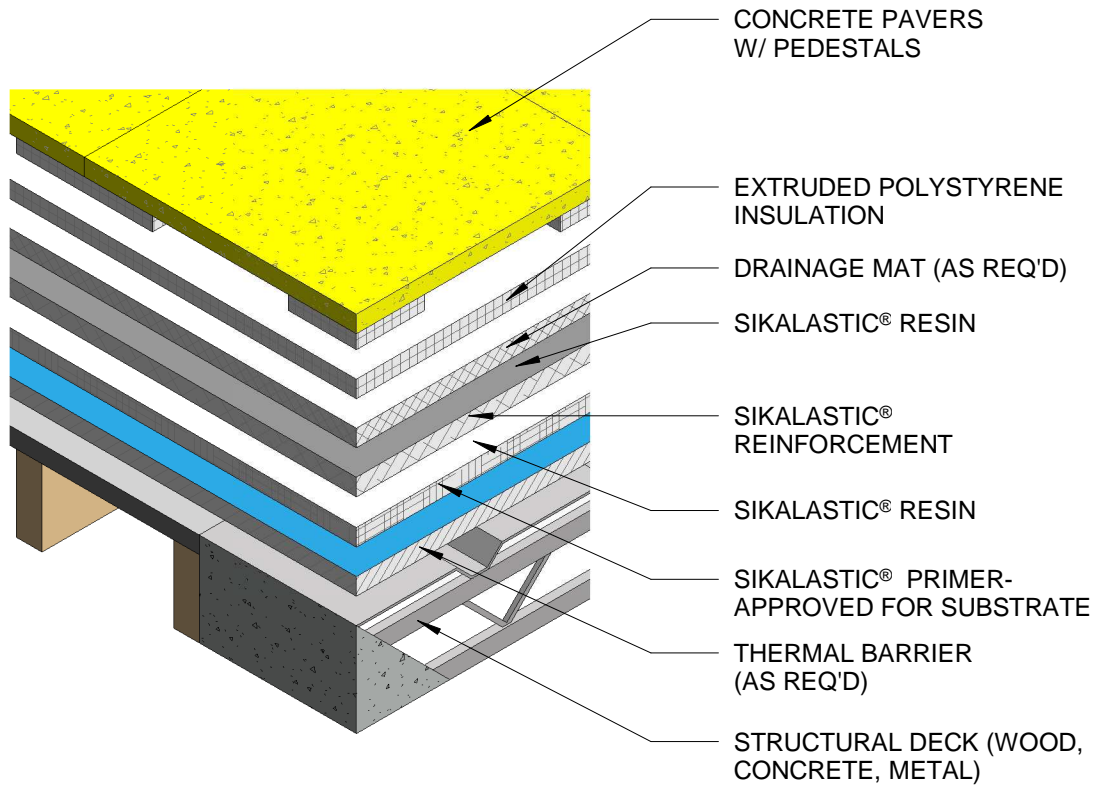 CONCRETE PAVERS
W/ PEDESTALS
EXTRUDED POLYSTYRENE
INSULATION
DRAINAGE MAT (AS REQ'D)
SIKALASTIC® RESIN
SIKALASTIC®
REINFORCEMENT
SIKALASTIC® RESIN
SIKALASTIC® PRIMER-
APPROVED FOR SUBSTRATE
THERMAL BARRIER
(AS REQ'D)
STRUCTURAL DECK (WOOD,
CONCRETE, METAL)